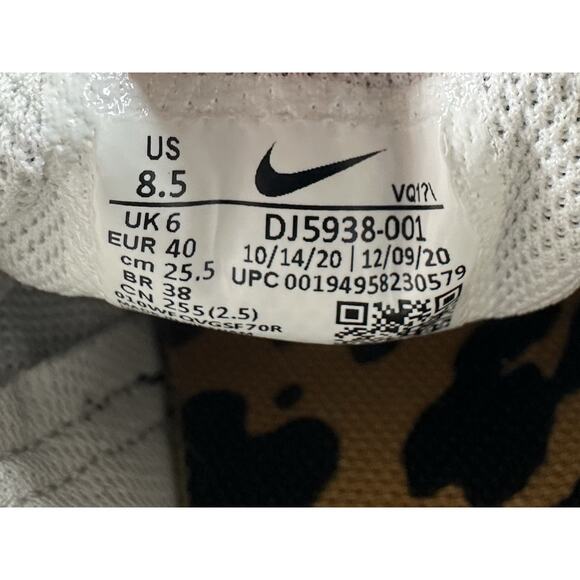 US
8.5
UK 6
EUR 40
cm 25.5
BR 38
CN 255(2.5)
010WEQVGSF70R
DJ5938-001
10/14/20 | 12/09/20
UPC 00194958230579